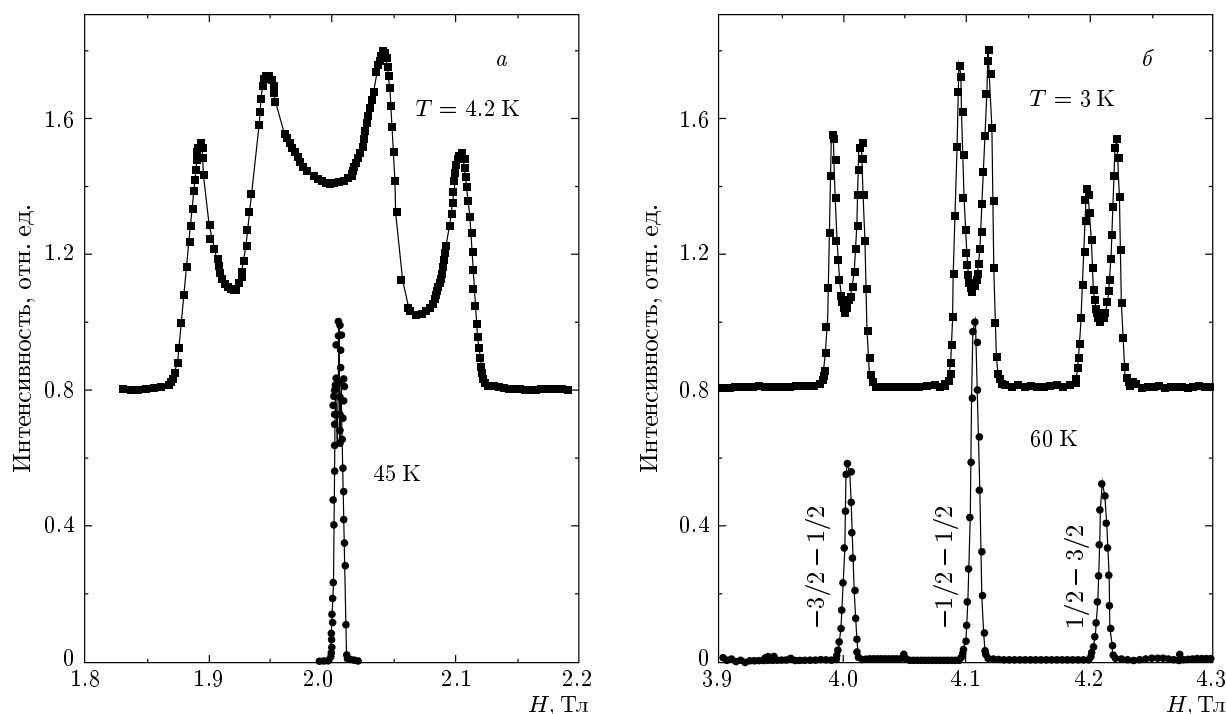 а
T = 4.2 K
45 K
Интенсивность, отн. ед.
1.6
1.2
0.8
0.4
0
1.8
1.9
2.0
2.1
2.2
H, Тл
б
T = 3 K
60 K
−3/2 − 1/2
−1/2 − 1/2
1/2 − 3/2
Интенсивность, отн. ед.
1.6
1.2
0.8
0.4
0
3.9
4.0
4.1
4.2
4.3
H, Тл